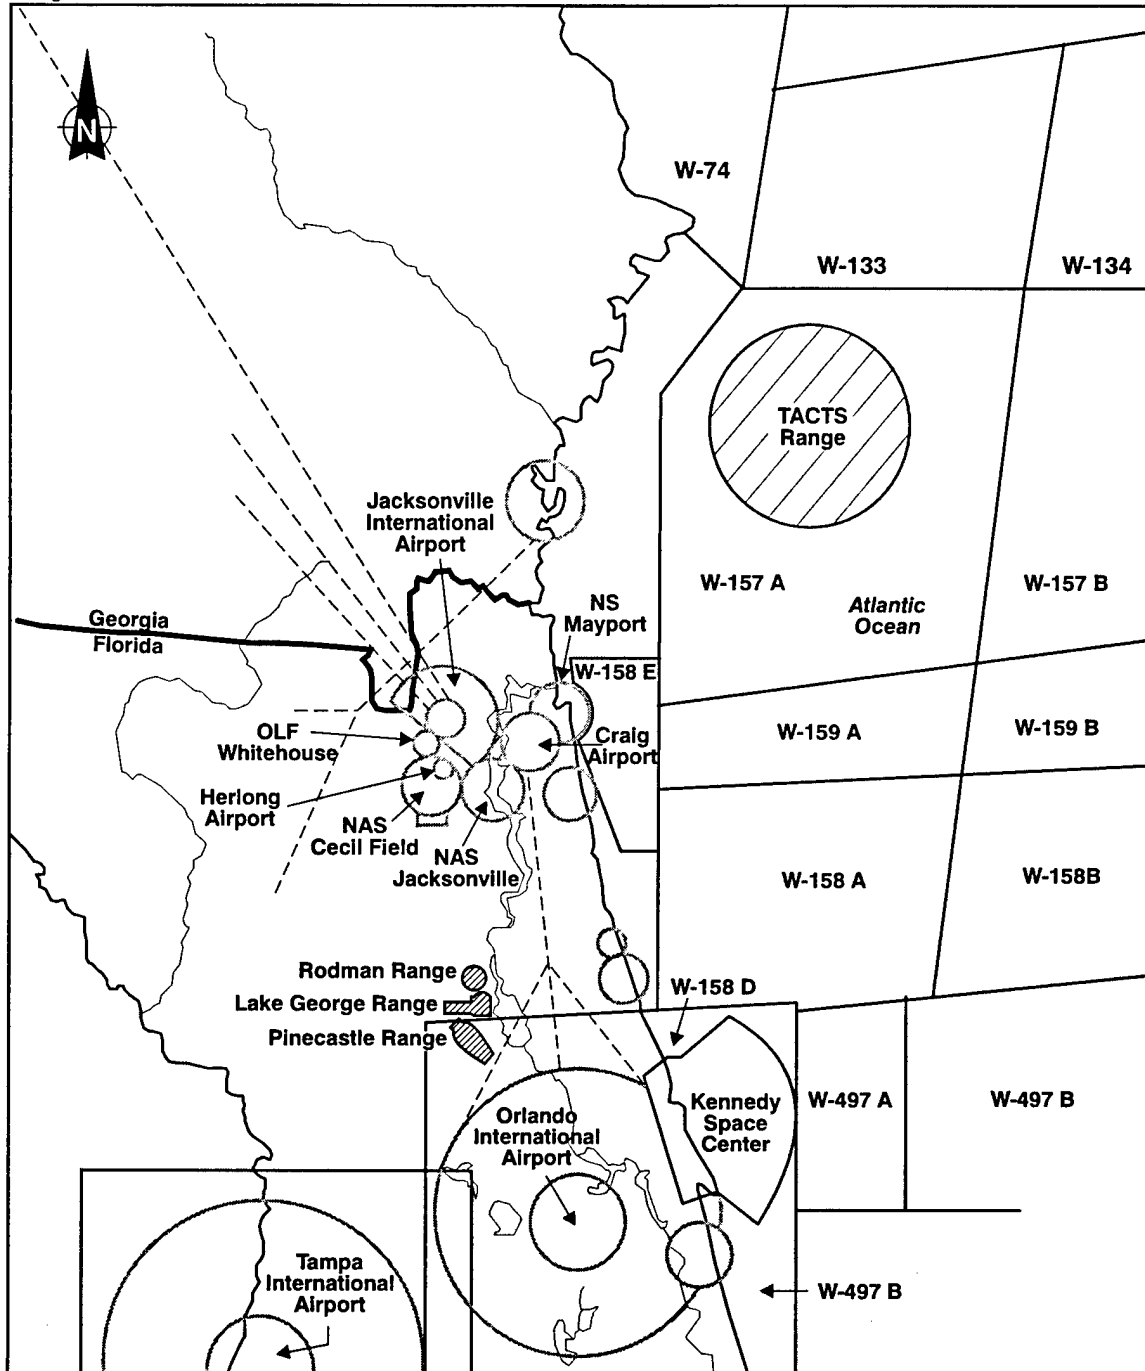 N
W-74
W-133
W-134
TACTS
Range
Jacksonville
International
Airport
W-157 A
W-157 B
Atlantic
Ocean
NS
Mayport
Georgia
Florida
W-158 E
OLF
Whitehouse
Craig
Airport
W-159 A
W-159 B
Herlong
Airport
NAS
Cecil Field
NAS
Jacksonville
W-158 A
W-158B
Rodman Range
Lake George Range
Pinecastle Range
W-158 D
Kennedy
Space
Center
W-497 A
W-497 B
Orlando
International
Airport
Tampa
International
Airport
W-497 B